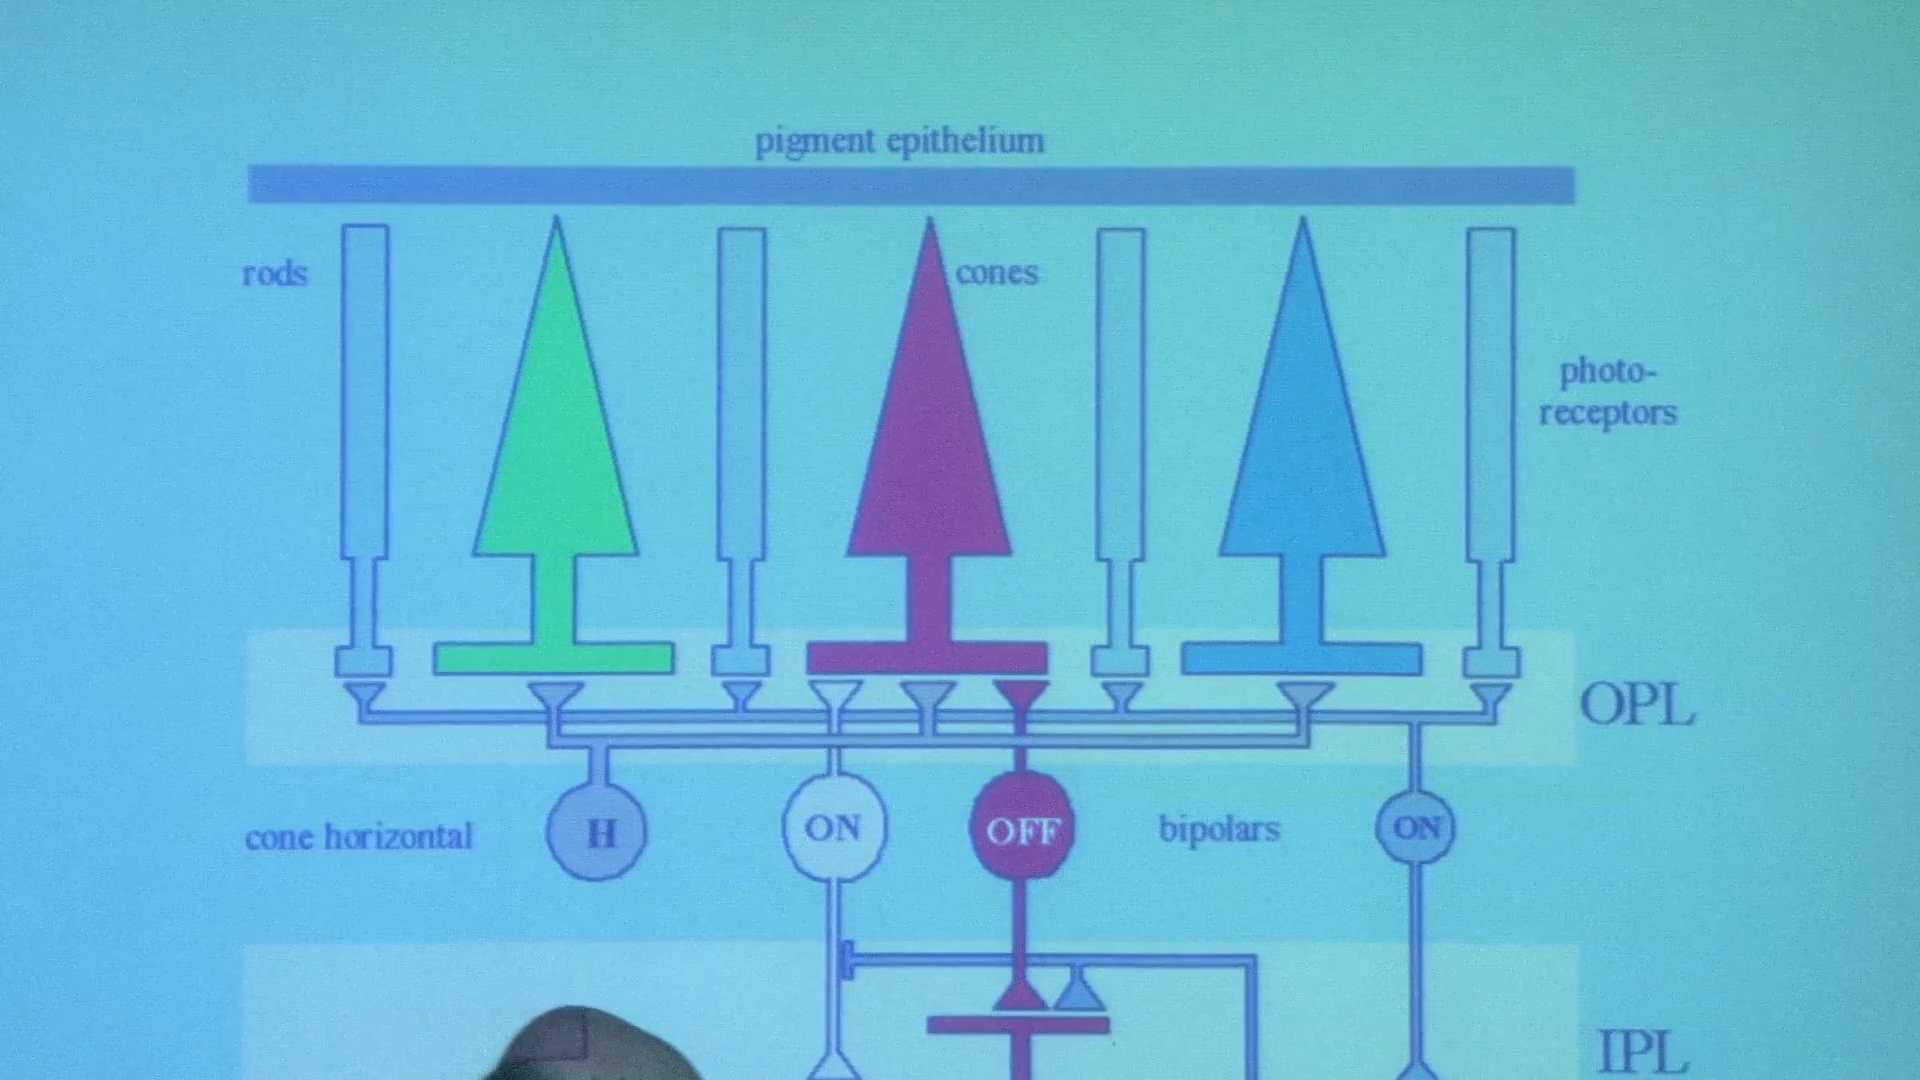 pigment epithelium
rods
cones
photo-
receptors
OPL
cone horizontal
H
ON
OFF
bipolars
ON
IPL